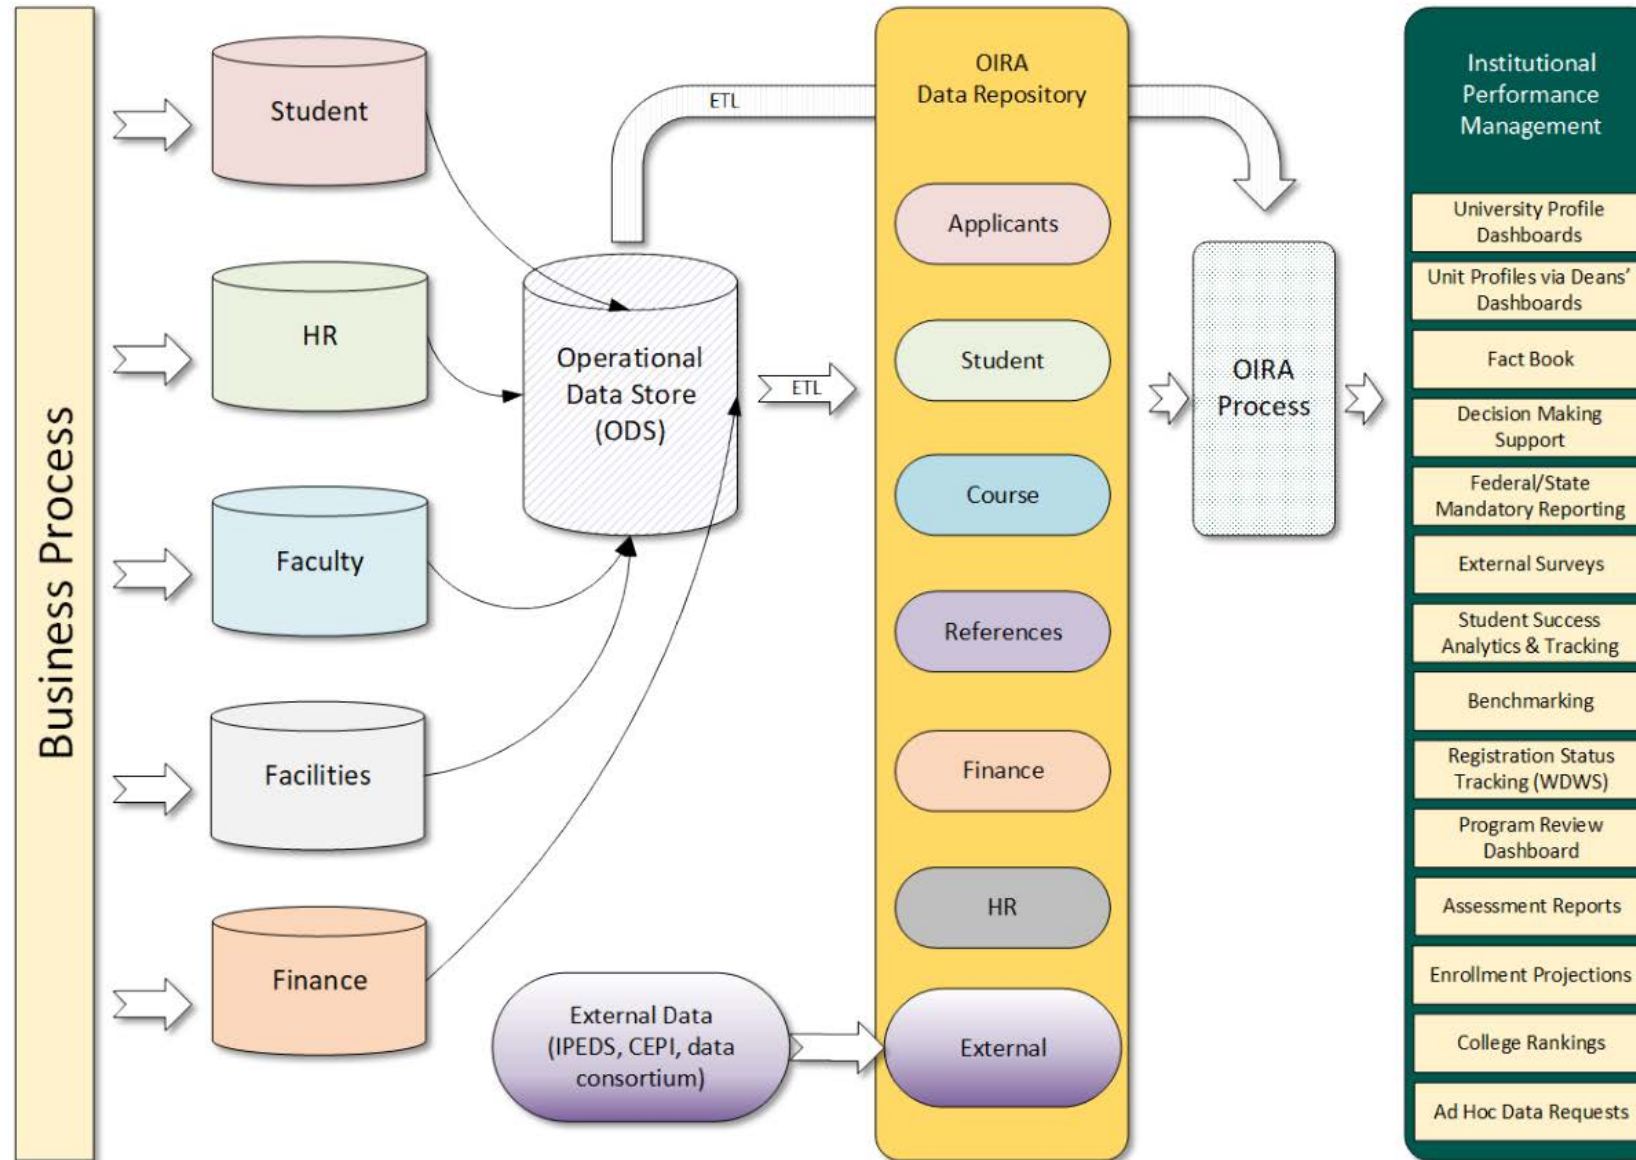 Business Process
Student
HR
Faculty
Facilities
Finance
Operational
Data Store
(ODS)
ETL
ETL
External Data
(IPEDS, CEPI, data
consortium)
OIRA
Data Repository
Applicants
Student
Course
References
Finance
HR
External
OIRA
Process
Institutional
Performance
Management
University Profile
Dashboards
Unit Profiles via Deans’
Dashboards
Fact Book
Decision Making
Support
Federal/State
Mandatory Reporting
External Surveys
Student Success
Analytics & Tracking
Benchmarking
Registration Status
Tracking (WDWS)
Program Review
Dashboard
Assessment Reports
Enrollment Projections
College Rankings
Ad Hoc Data Requests